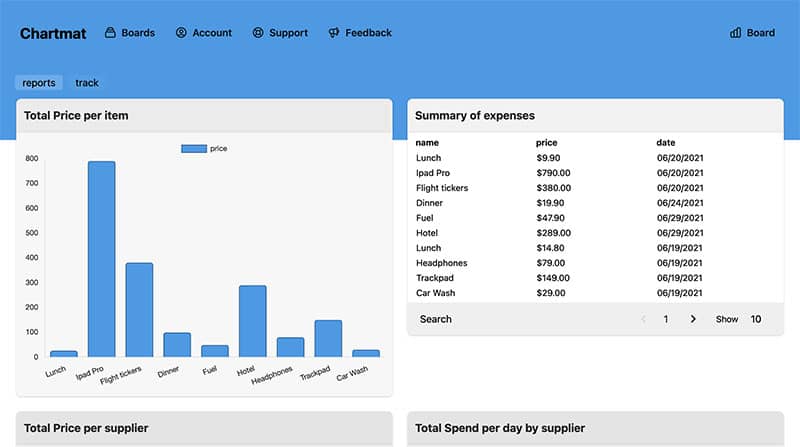 Chartmat Boards Account Support Feedback Board
reports track
Total Price per item
price
800
700
600
500
400
300
200
100
0
Lunch Ipad Pro Flight tickers Dinner Fuel Hotel Headphones Trackpad Car Wash
Summary of expenses
name price date
Lunch $9.90 06/20/2021
Ipad Pro $790.00 06/20/2021
Flight tickers $380.00 06/20/2021
Dinner $19.90 06/24/2021
Fuel $47.90 06/29/2021
Hotel $289.00 06/29/2021
Lunch $14.80 06/19/2021
Headphones $79.00 06/19/2021
Trackpad $149.00 06/19/2021
Car Wash $29.00 06/19/2021
Search 1 Show 10
Total Price per supplier
Total Spend per day by supplier